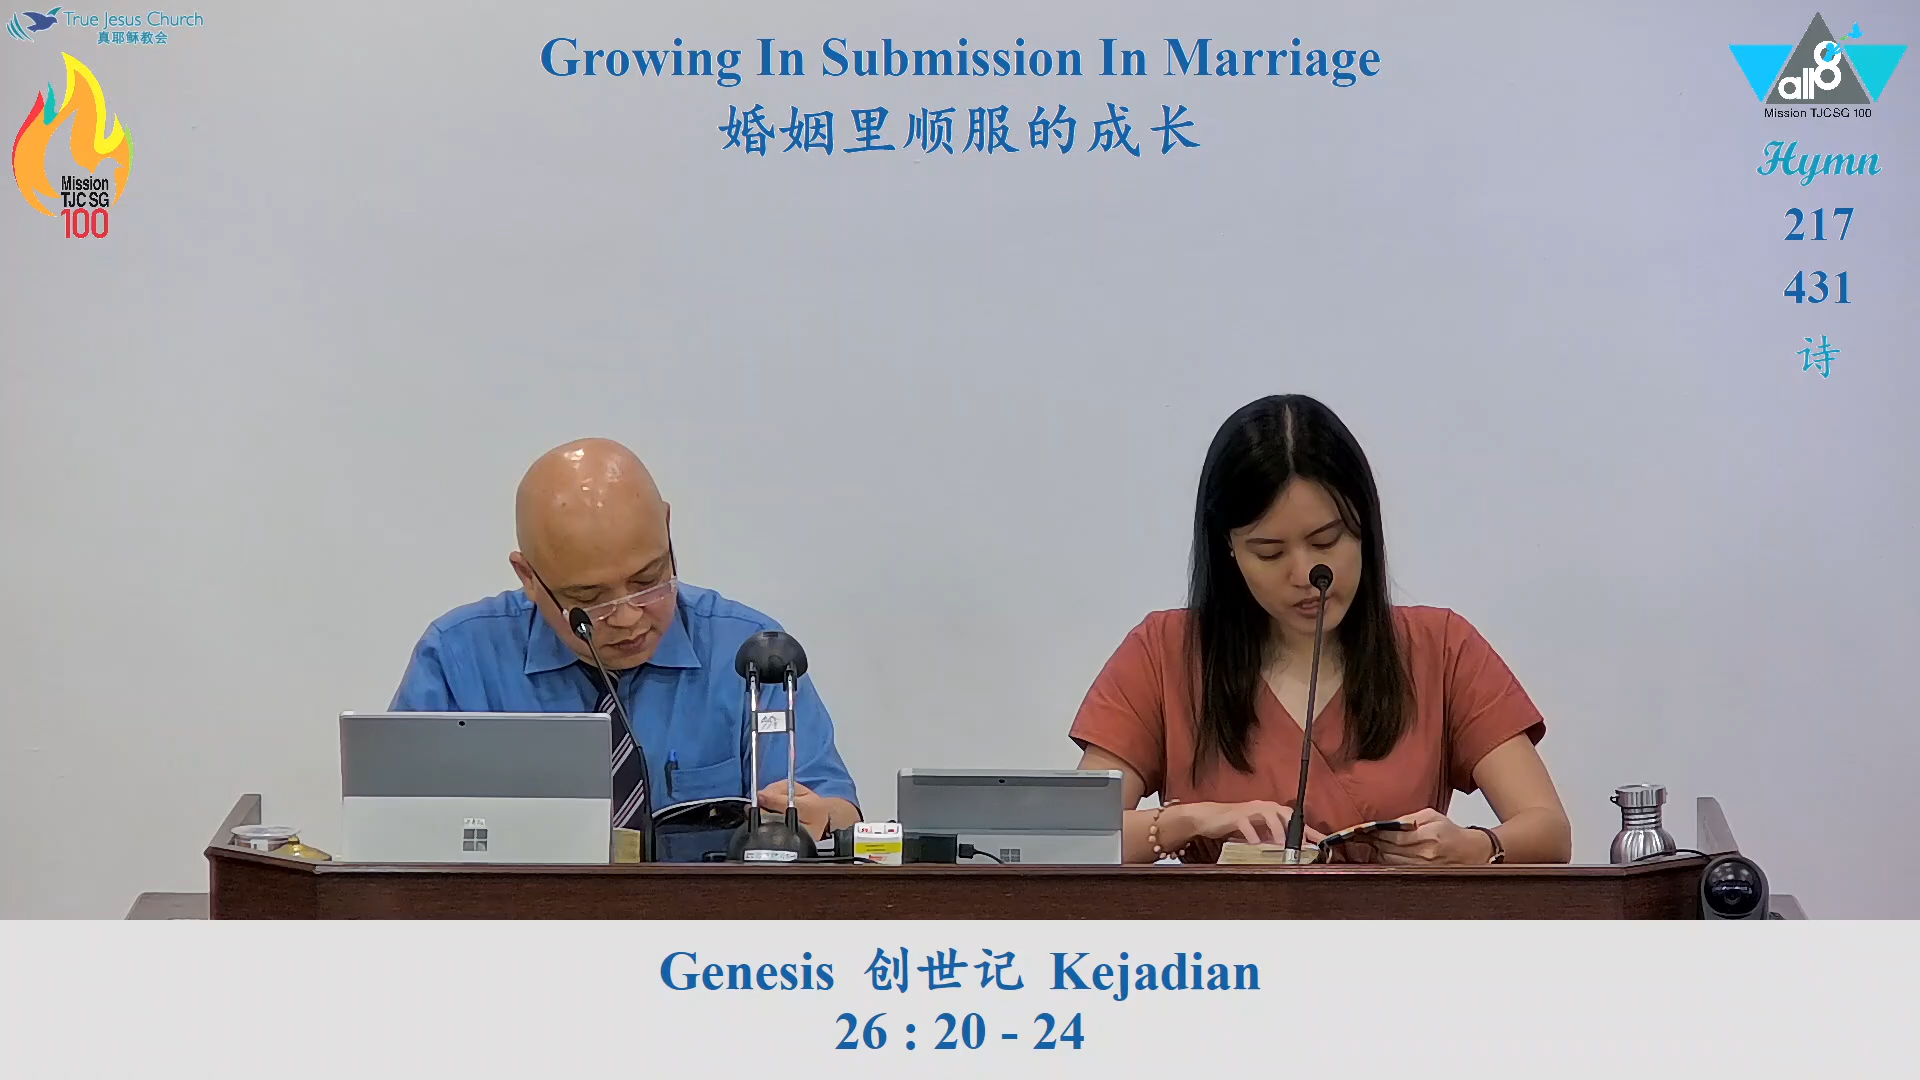 True Jesus Church
真耶稣教会
Mission
TJC SG
100
Growing In Submission In Marriage
婚姻里顺服的成长
all8
Mission TJCSG 100
Hymn
217
431
诗
Genesis 创世记 Kejadian
26 : 20 - 24